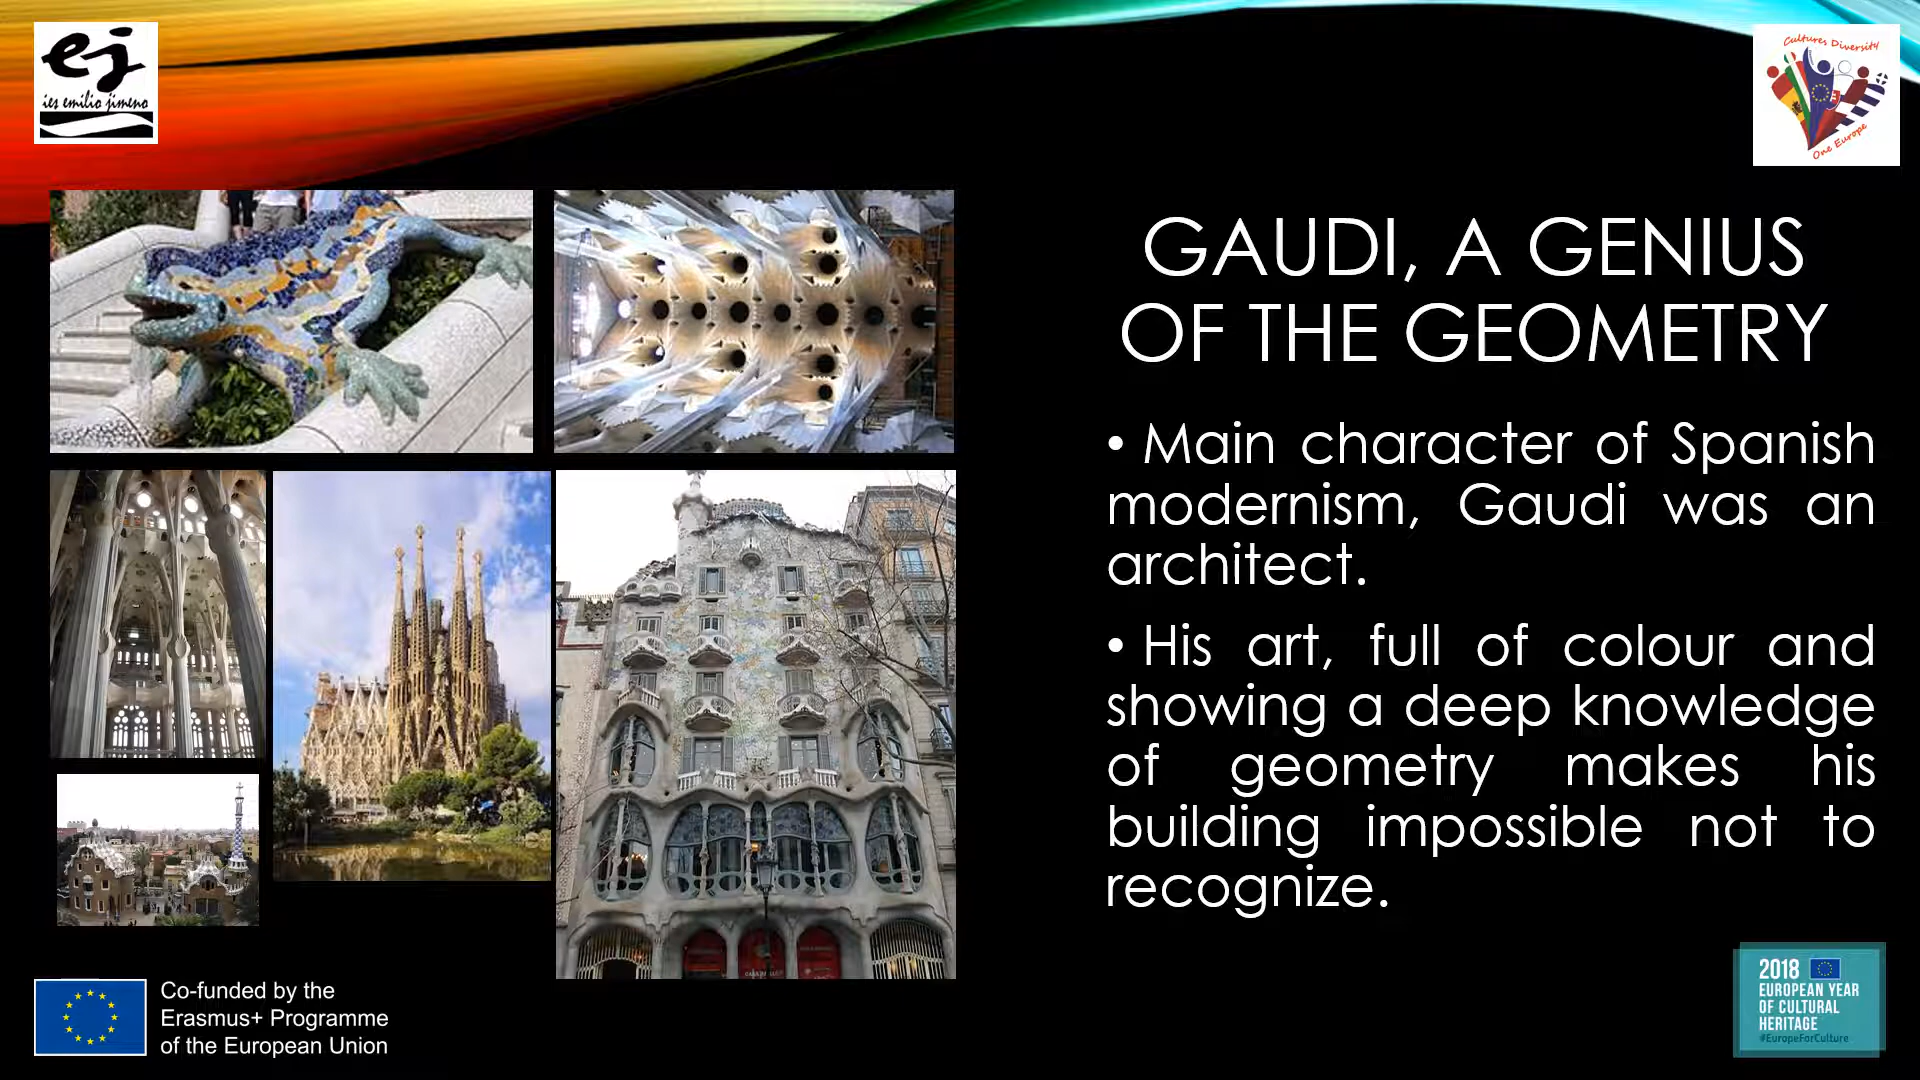 ej
ies emilio jimeno
Cultures Diversity
One Europe
GAUDI, A GENIUS
OF THE GEOMETRY
• Main character of Spanish
modernism, Gaudi was an
architect.
• His art, full of colour and
showing a deep knowledge
of geometry makes his
building impossible not to
recognize.
Co-funded by the
Erasmus+ Programme
of the European Union
2018
EUROPEAN YEAR
OF CULTURAL
HERITAGE
#EuropeForCulture